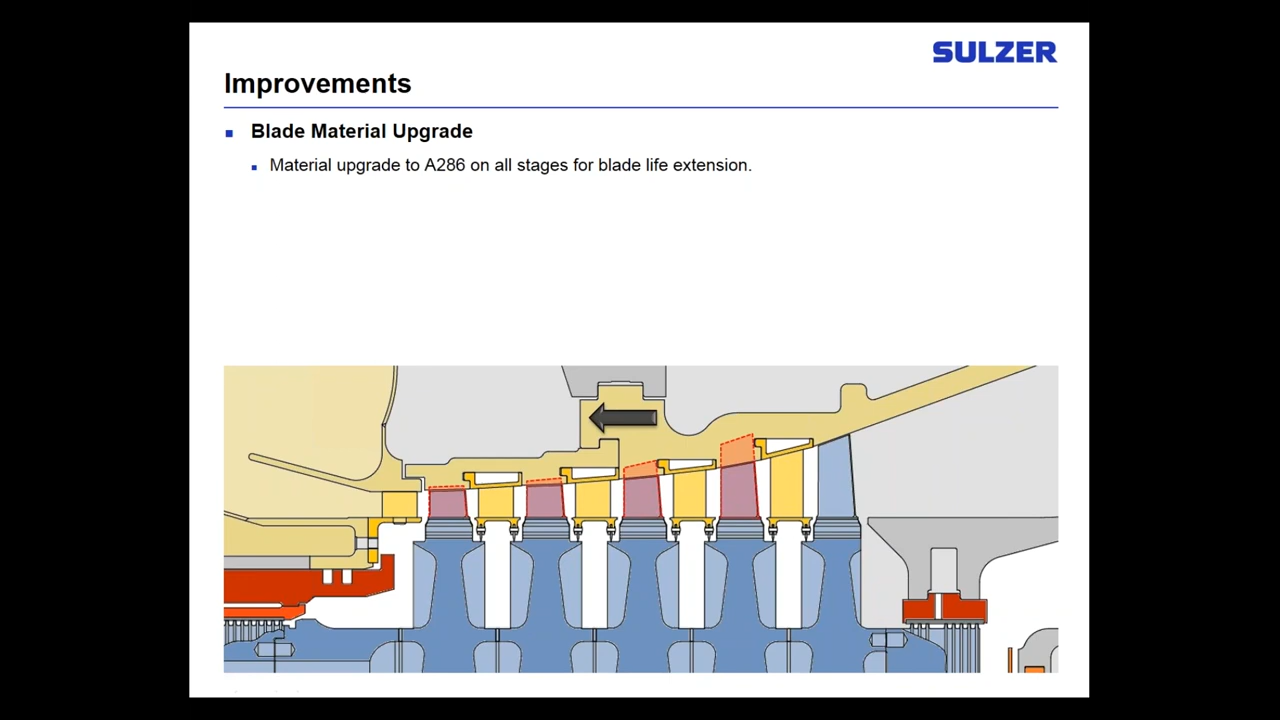 SULZER
Improvements
Blade Material Upgrade
Material upgrade to A286 on all stages for blade life extension.